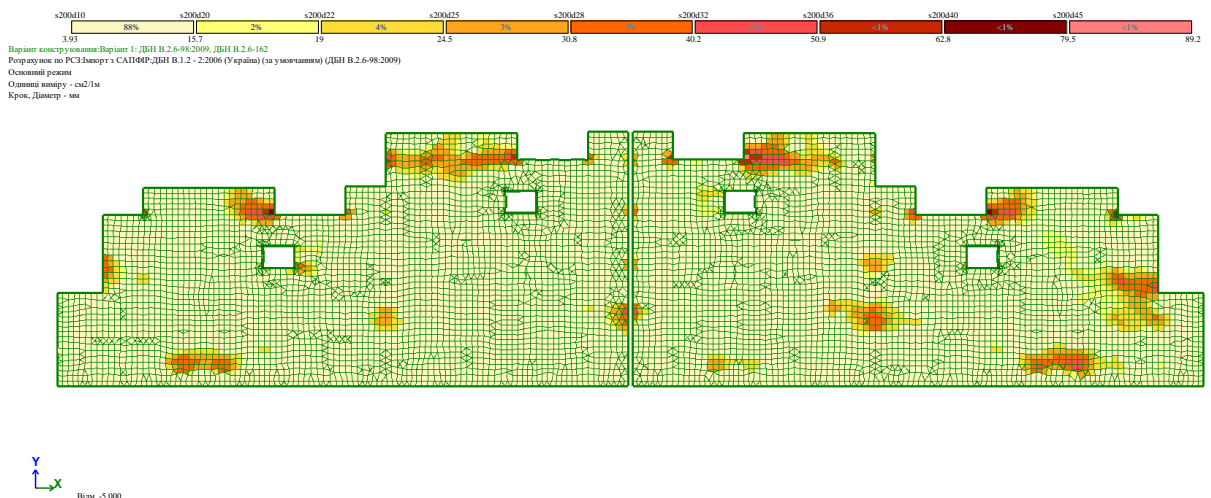 s200d10 s200d20 s200d22 s200d25 s200d28 s200d32 s200d36 s200d40 s200d45
88% 2% 4% 3% <1% <1% <1%
3.93 15.7 19 24.5 30.8 40.2 50.9 62.8 79.5 89.2
Варіант конструювання:Варіант 1: ДБН В.2.6-98:2009, ДБН В.2.6-162
Розрахунок по РСЗ:Імпорт з САПФІР:ДБН В.1.2 - 2:2006 (Україна) (за умовчанням) (ДБН В.2.6-98:2009)
Основний режим
Одиниці виміру - см2/1м
Крок, Діаметр - мм
Y
X
Відм. -5.000